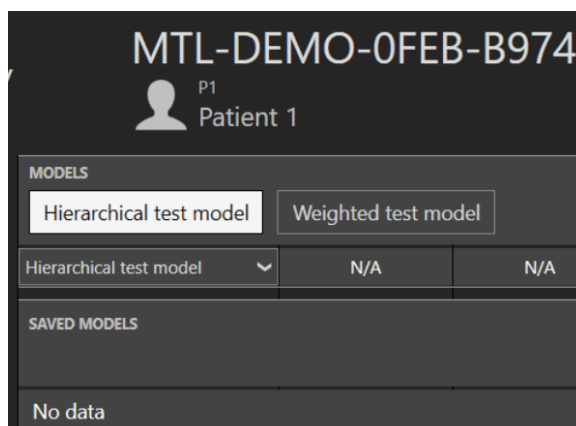 MTL-DEMO-0FEB-B974
P1
Patient 1
MODELS
Hierarchical test model Weighted test model
Hierarchical test model N/A N/A
SAVED MODELS
No data